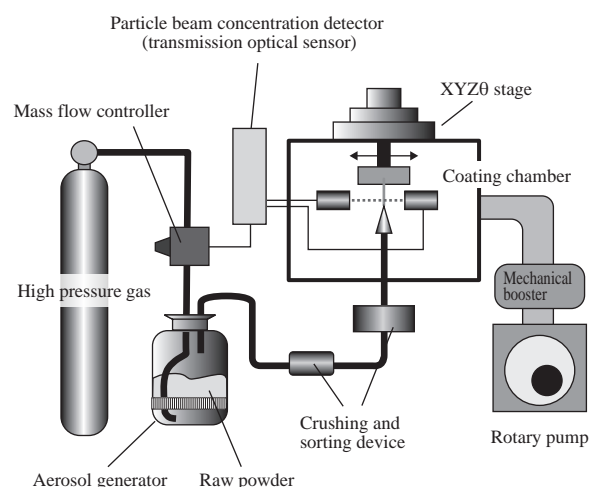 Particle beam concentration detector
(transmission optical sensor)
Mass flow controller
XYZθ stage
Coating chamber
High pressure gas
Mechanical
booster
Crushing and
sorting device
Rotary pump
Aerosol generator
Raw powder